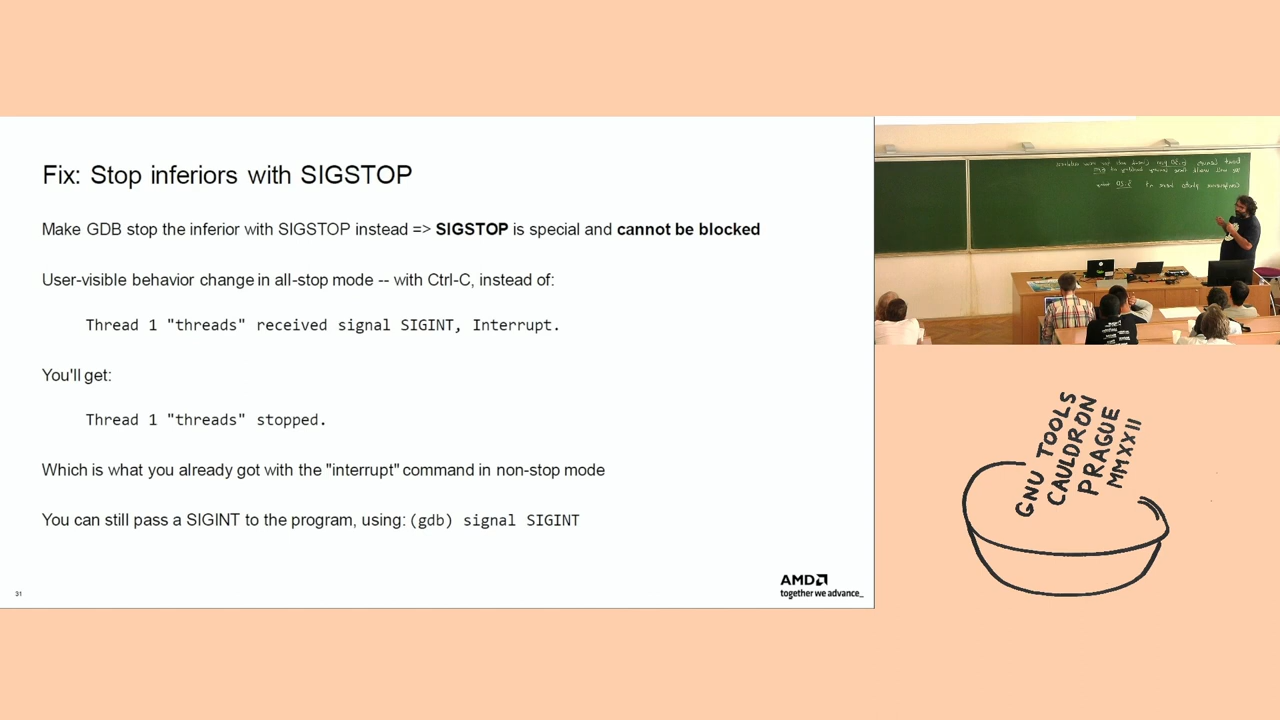 Fix: Stop inferiors with SIGSTOP
Make GDB stop the inferior with SIGSTOP instead => SIGSTOP is special and cannot be blocked
User-visible behavior change in all-stop mode -- with Ctrl-C, instead of:
Thread 1 "threads" received signal SIGINT, Interrupt.
You'll get:
Thread 1 "threads" stopped.
Which is what you already got with the "interrupt" command in non-stop mode
You can still pass a SIGINT to the program, using: (gdb) signal SIGINT
31
AMD
together we advance_
GNU TOOLS
CAULDRON
PRAGUE
MMXXII